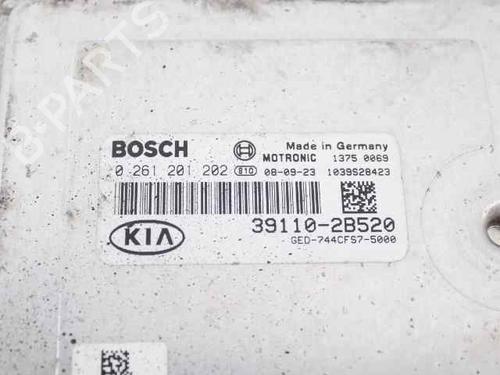 B-PARTS
BOSCH
Made in Germany
MOTRONIC 1375 0069
0 261 201 202 810 08-09-23 1039S28423
39110-2B520
KIA
GED-744CFS7-5000